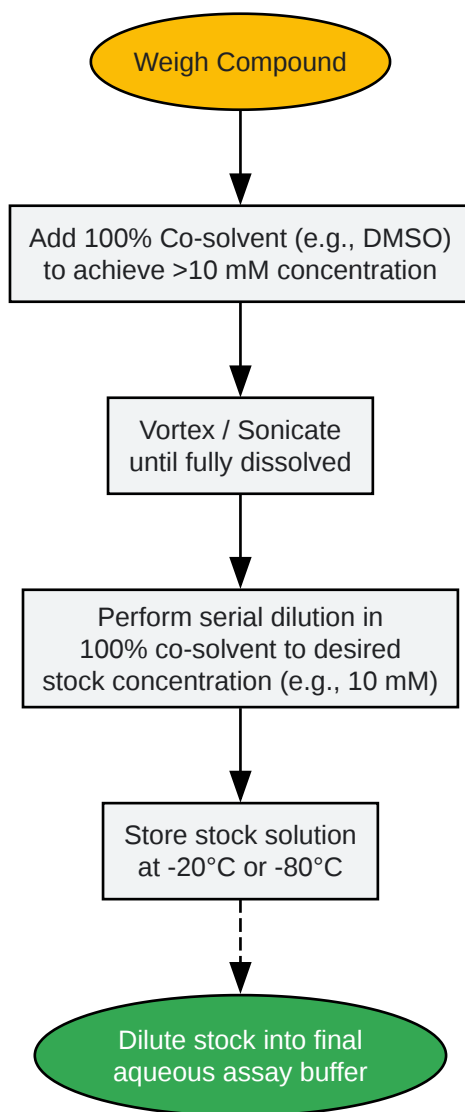 Weigh Compound
Add 100% Co-solvent (e.g., DMSO)
to achieve >10 mM concentration
Vortex / Sonicate
until fully dissolved
Perform serial dilution in
100% co-solvent to desired
stock concentration (e.g., 10 mM)
Store stock solution
at -20°C or -80°C
Dilute stock into final
aqueous assay buffer